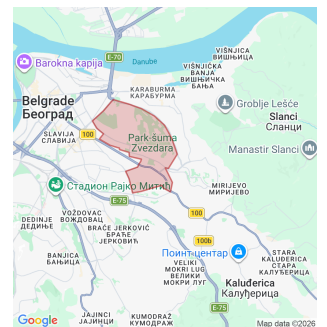 VIŠNJICA
ВИШЊИЦА
E-70
Danube
Barokna kapija
VIŠNJIČKA
BANJA
ВИШЊИЧКА
БАЊА
KARABURMA
КАРАБУРМА
Belgrade
Београд
Groblje Lešće
Slanci
Сланци
SLAVIJA
СЛАВИЈА
100
Park-šuma
Zvezdara
Manastir Slanci
Стадион Рајко Митић
MIRIJEVO
МИРИЈЕВО
E-75
VOŽDOVAC
ВОЖДОВАЦ
DEDINJE
ДЕДИЊЕ
100
BRAĆE JERKOVIĆ
БРАЋЕ
ЈЕРКОВИЋ
100b
Поинт центар
STARA
KALUĐERICA
СТАРА
КАЛУЂЕРИЦА
BANJICA
БАЊИЦА
VELIKI
MOKRI LUG
ВЕЛИКИ
МОКРИ ЛУГ
E-75
Kaluđerica
Калуђерица
JAJINCI
ЈАЈИНЦИ
KUMODRAŽ
КУМОДРАЖ
Google
Map data ©2026